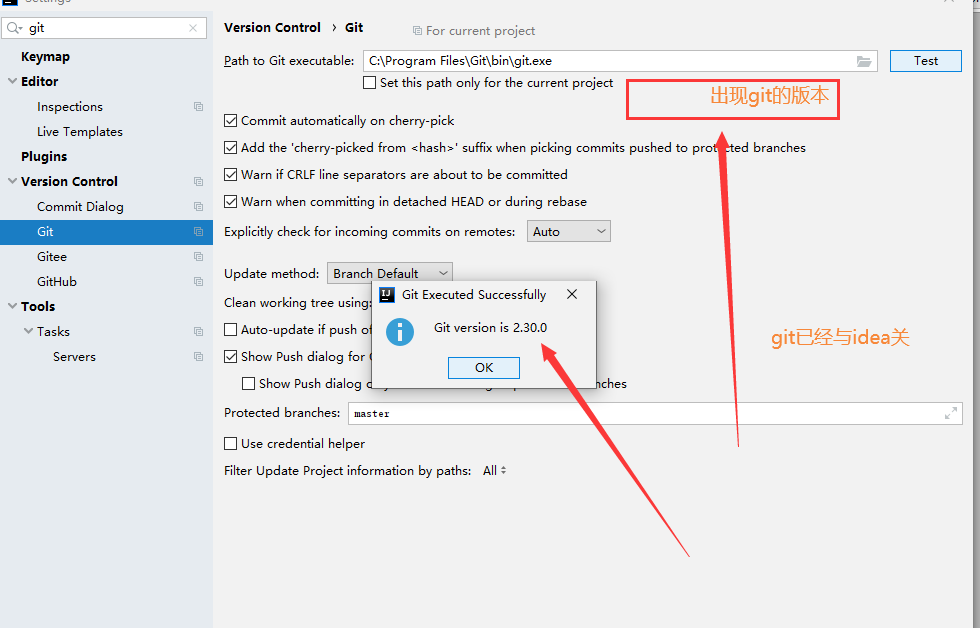 Settings
git
Version Control › Git
For current project
Keymap
Path to Git executable: C:\Program Files\Git\bin\git.exe Test
Editor
Set this path only for the current project
出现git的版本
Inspections
Commit automatically on cherry-pick
Live Templates
Add the 'cherry-picked from <hash>' suffix when picking commits pushed to protected branches
Plugins
Warn if CRLF line separators are about to be committed
Version Control
Commit Dialog
Warn when committing in detached HEAD or during rebase
Git
Explicitly check for incoming commits on remotes: Auto
Gitee
Update method: Branch Default
GitHub
Clean working tree using:
Git Executed Successfully
Tools
Auto-update if push of
Git version is 2.30.0
Tasks
git已经与idea关
Show Push dialog for
Servers
OK
Show Push dialog
nches
Protected branches: master
Use credential helper
Filter Update Project information by paths: All